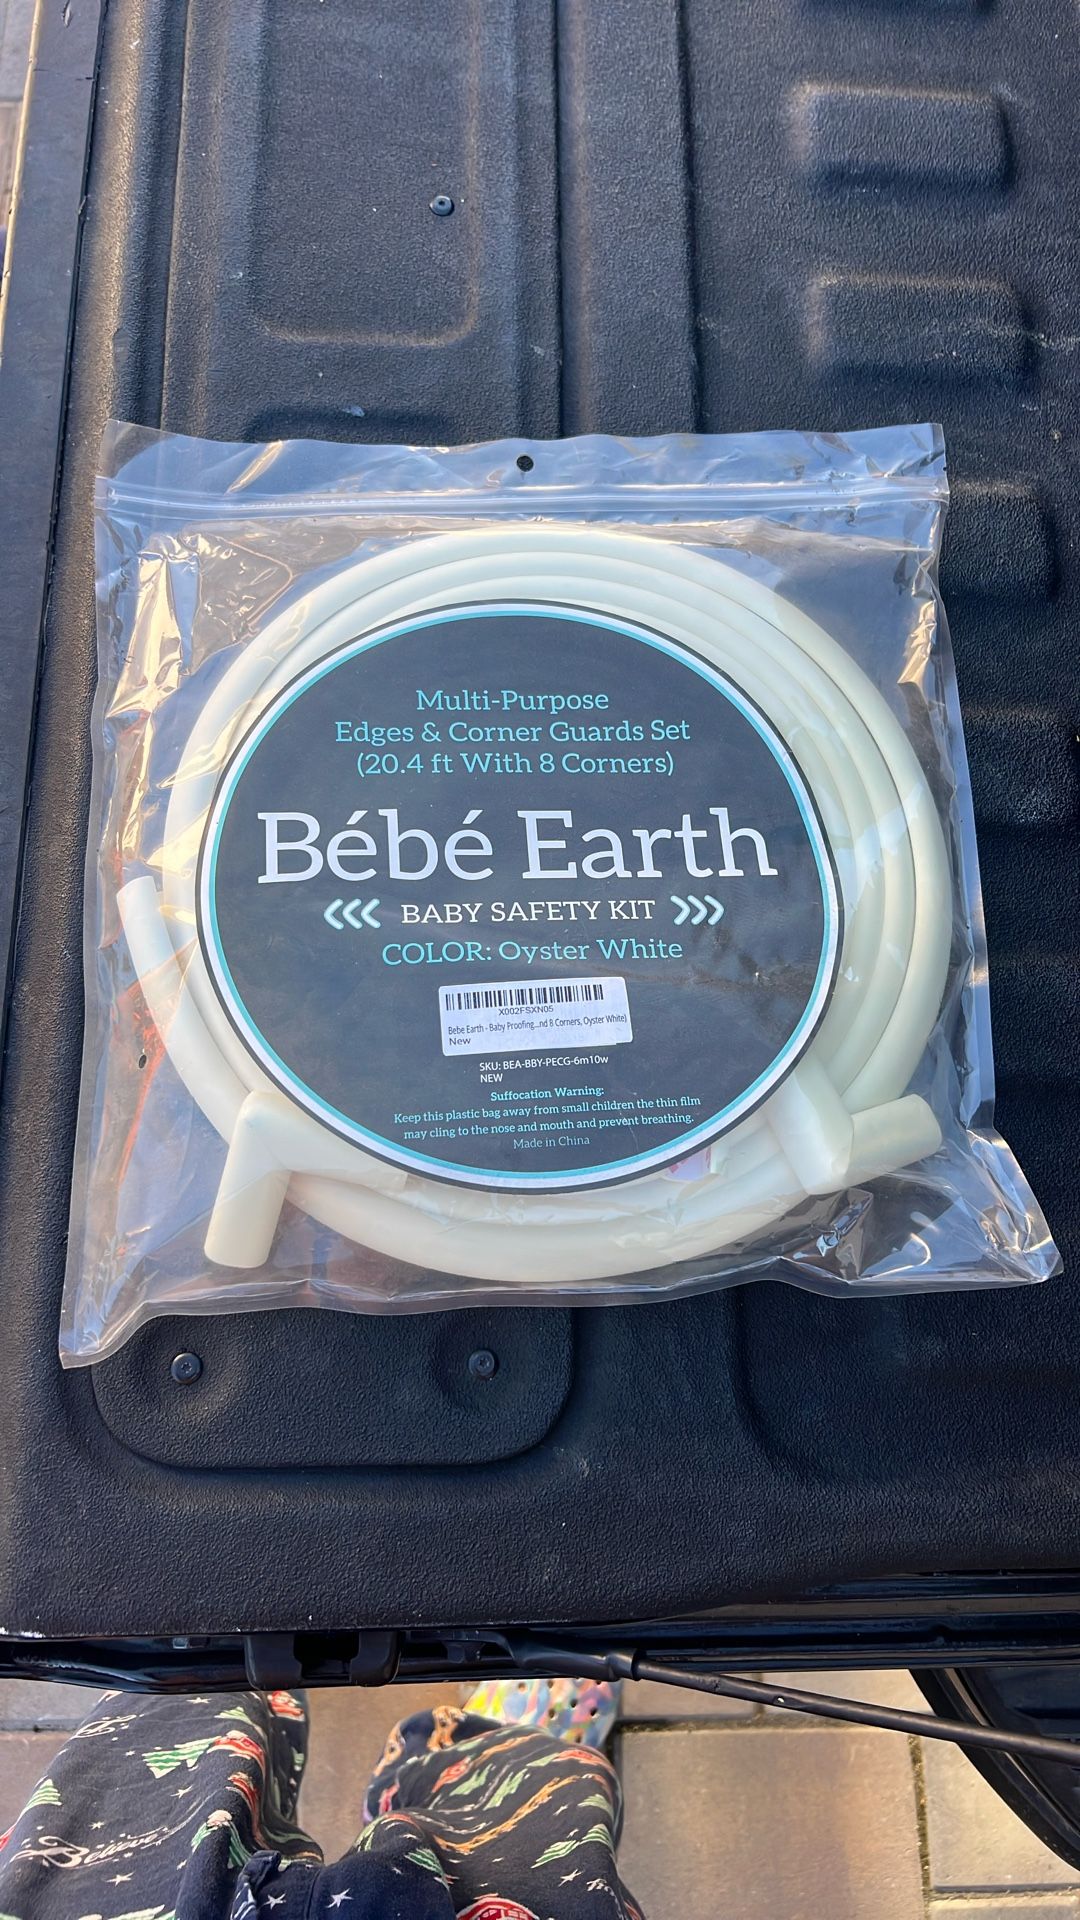 Multi-Purpose
Edges & Corner Guards Set
(20.4 ft With 8 Corners)
Bébé Earth
BABY SAFETY KIT
COLOR: Oyster White
X002FSXN05
Bebe Earth - Baby Proofing...nd 8 Corners, Oyster White)
New
SKU: BEA-BBY-PECG-6m10w
NEW
Suffocation Warning:
Keep this plastic bag away from small children the thin film
may cling to the nose and mouth and prevent breathing.
Made in China
Believe